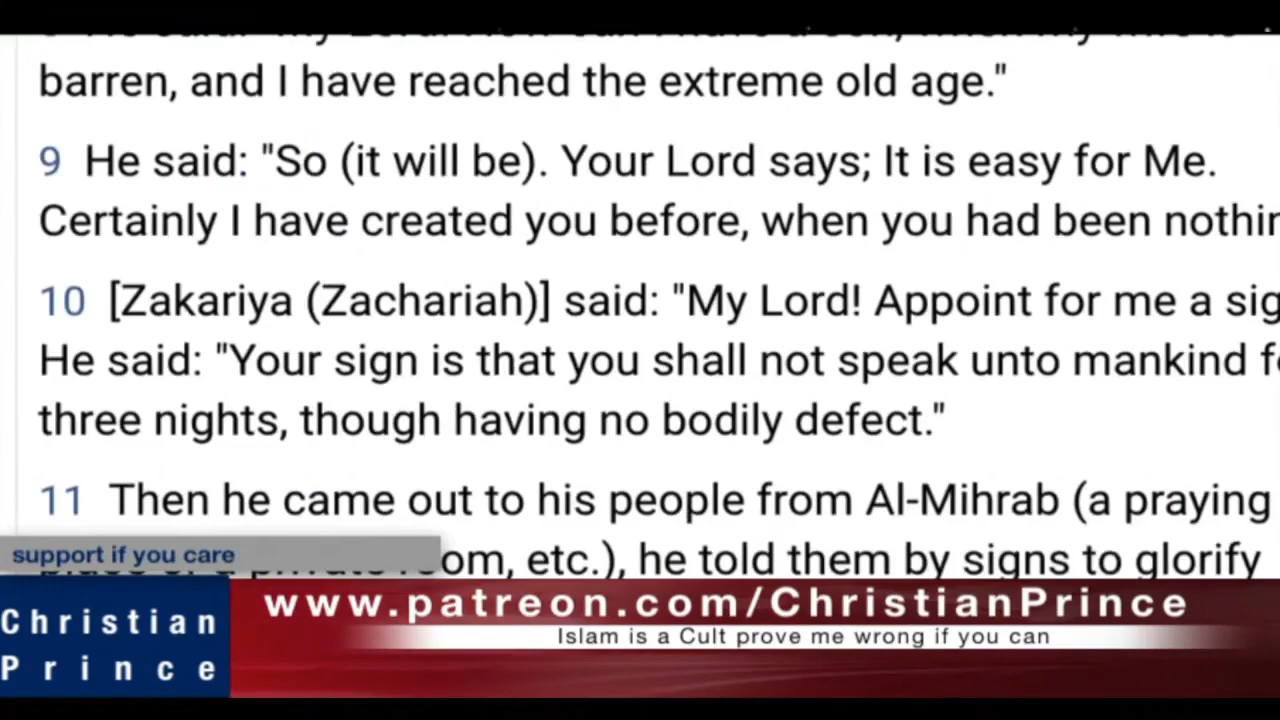 barren, and I have reached the extreme old age."
9 He said: "So (it will be). Your Lord says; It is easy for Me.
Certainly I have created you before, when you had been nothin
10 [Zakariya (Zachariah)] said: "My Lord! Appoint for me a sig
He said: "Your sign is that you shall not speak unto mankind f
three nights, though having no bodily defect."
11 Then he came out to his people from Al-Mihrab (a praying
support if you care
om, etc.), he told them by signs to glorify
Christian
Prince
www.patreon.com/ChristianPrince
Islam is a Cult prove me wrong if you can